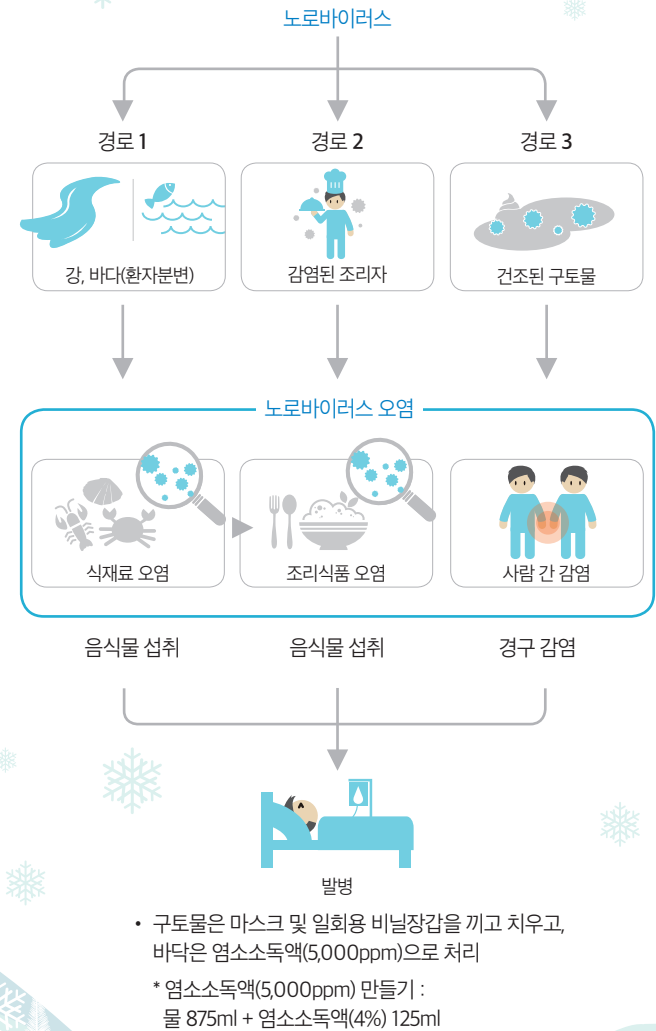 노로바이러스
경로 1
경로 2
경로 3
강, 바다(환자분변)
감염된 조리자
건조된 구토물
노로바이러스 오염
식재료 오염
조리식품 오염
사람 간 감염
음식물 섭취
음식물 섭취
경구 감염
발병
• 구토물은 마스크 및 일회용 비닐장갑을 끼고 치우고,
바닥은 염소소독액(5,000ppm)으로 처리
* 염소소독액(5,000ppm) 만들기 :
물 875ml + 염소소독액(4%) 125ml